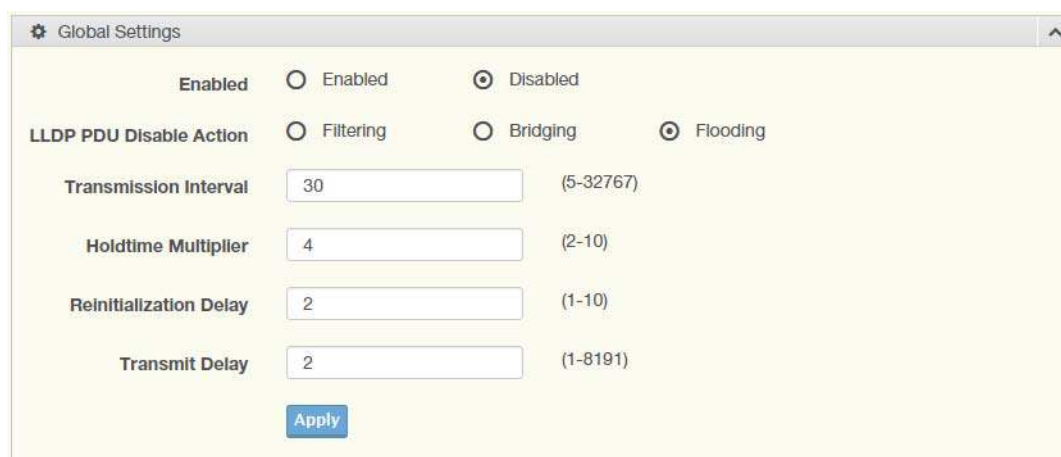 Global Settings
Enabled Enabled Disabled
LLDP PDU Disable Action Filtering Bridging Flooding
Transmission Interval 30 (5-32767)
Holdtime Multiplier 4 (2-10)
Reinitialization Delay 2 (1-10)
Transmit Delay 2 (1-8191)
Apply